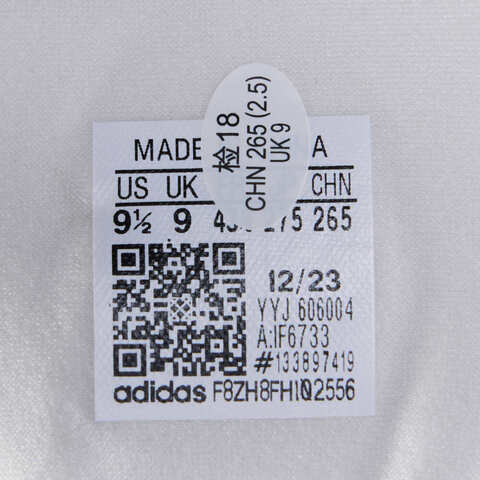 检18
CHN 265 (2.5)
UK 9
MADE A
US UK CHN
9½ 9 265
12/23
YYJ 606004
A:IF6733
#133897419
adidas F8ZH8FH1Q2556